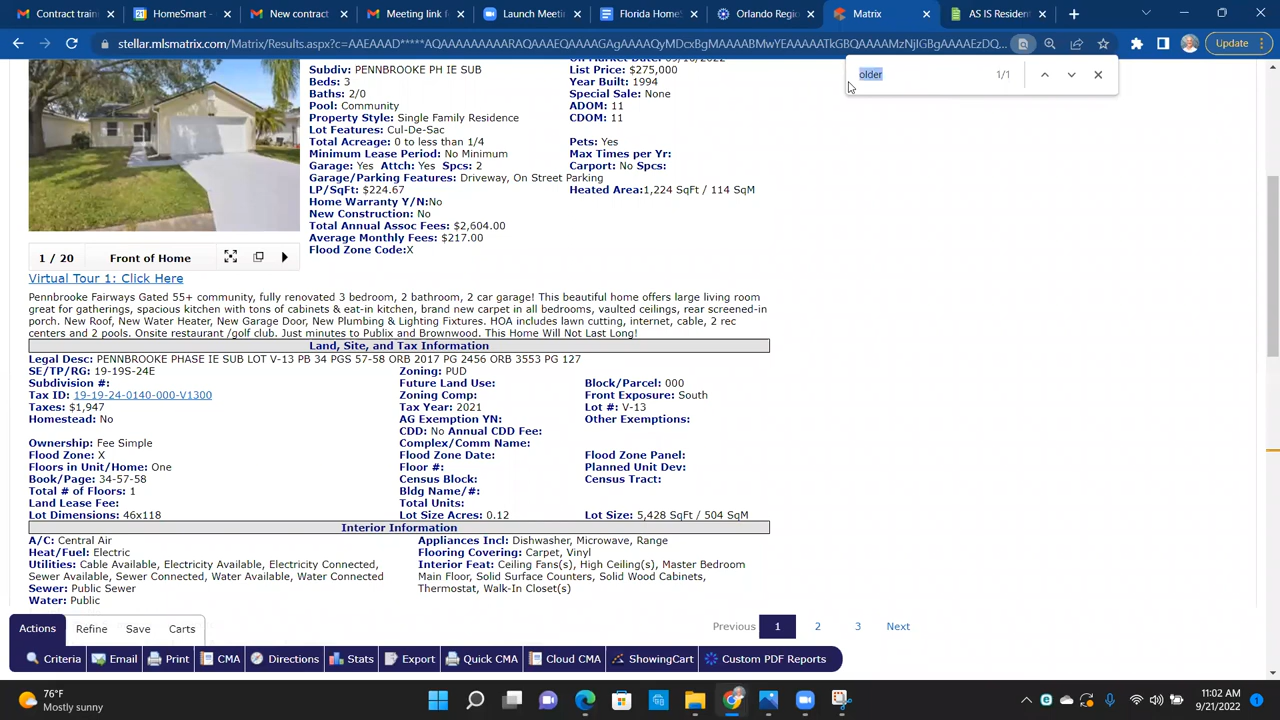 Contract traini
HomeSmart -
New contract
Meeting link f
Launch Meeti
Florida HomeS
Orlando Regio
Matrix
AS IS Resident
stellar.mlsmatrix.com/Matrix/Results.aspx?c=AAEAAAD*****AQAAAAAAAAARAQAAAEQAAAAGAgAAAAQyMDcxBgMAAAABMwYEAAAAATkGBQAAAAMzNjIGBgAAAAEzDQ...
Update
older 1/1
Subdiv: PENNBROOKE PH IE SUB
Beds: 3
Baths: 2/0
Pool: Community
Property Style: Single Family Residence
Lot Features: Cul-De-Sac
Total Acreage: 0 to less than 1/4
Minimum Lease Period: No Minimum
Garage: Yes Attch: Yes Spcs: 2
Garage/Parking Features: Driveway, On Street Parking
LP/SqFt: $224.67
Home Warranty Y/N:No
New Construction: No
Total Annual Assoc Fees: $2,604.00
Average Monthly Fees: $217.00
Flood Zone Code:X
On Market Date: 09/10/2022
List Price: $275,000
Year Built: 1994
Special Sale: None
ADOM: 11
CDOM: 11
Pets: Yes
Max Times per Yr:
Carport: No Spcs:
Heated Area:1,224 SqFt / 114 SqM
1 / 20 Front of Home
Virtual Tour 1: Click Here
Pennbrooke Fairways Gated 55+ community, fully renovated 3 bedroom, 2 bathroom, 2 car garage! This beautiful home offers large living room
great for gatherings, spacious kitchen with tons of cabinets & eat-in kitchen, brand new carpet in all bedrooms, vaulted ceilings, rear screened-in
porch. New Roof, New Water Heater, New Garage Door, New Plumbing & Lighting Fixtures. HOA includes lawn cutting, internet, cable, 2 rec
centers and 2 pools. Onsite restaurant /golf club. Just minutes to Publix and Brownwood. This Home Will Not Last Long!
Land, Site, and Tax Information
Legal Desc: PENNBROOKE PHASE IE SUB LOT V-13 PB 34 PGS 57-58 ORB 2017 PG 2456 ORB 3553 PG 127
SE/TP/RG: 19-19S-24E
Subdivision #:
Tax ID: 19-19-24-0140-000-V1300
Taxes: $1,947
Homestead: No
Ownership: Fee Simple
Flood Zone: X
Floors in Unit/Home: One
Book/Page: 34-57-58
Total # of Floors: 1
Land Lease Fee:
Lot Dimensions: 46x118
Zoning: PUD
Future Land Use:
Zoning Comp:
Tax Year: 2021
AG Exemption YN:
CDD: No Annual CDD Fee:
Complex/Comm Name:
Flood Zone Date:
Floor #:
Census Block:
Bldg Name/#:
Total Units:
Lot Size Acres: 0.12
Block/Parcel: 000
Front Exposure: South
Lot #: V-13
Other Exemptions:
Flood Zone Panel:
Planned Unit Dev:
Census Tract:
Lot Size: 5,428 SqFt / 504 SqM
Interior Information
A/C: Central Air
Heat/Fuel: Electric
Utilities: Cable Available, Electricity Available, Electricity Connected,
Sewer Available, Sewer Connected, Water Available, Water Connected
Sewer: Public Sewer
Water: Public
Appliances Incl: Dishwasher, Microwave, Range
Flooring Covering: Carpet, Vinyl
Interior Feat: Ceiling Fans(s), High Ceiling(s), Master Bedroom
Main Floor, Solid Surface Counters, Solid Wood Cabinets,
Thermostat, Walk-In Closet(s)
Actions Refine Save Carts
Previous 1 2 3 Next
Criteria Email Print CMA Directions Stats Export Quick CMA Cloud CMA ShowingCart Custom PDF Reports
76°F
Mostly sunny
11:02 AM
9/21/2022
1